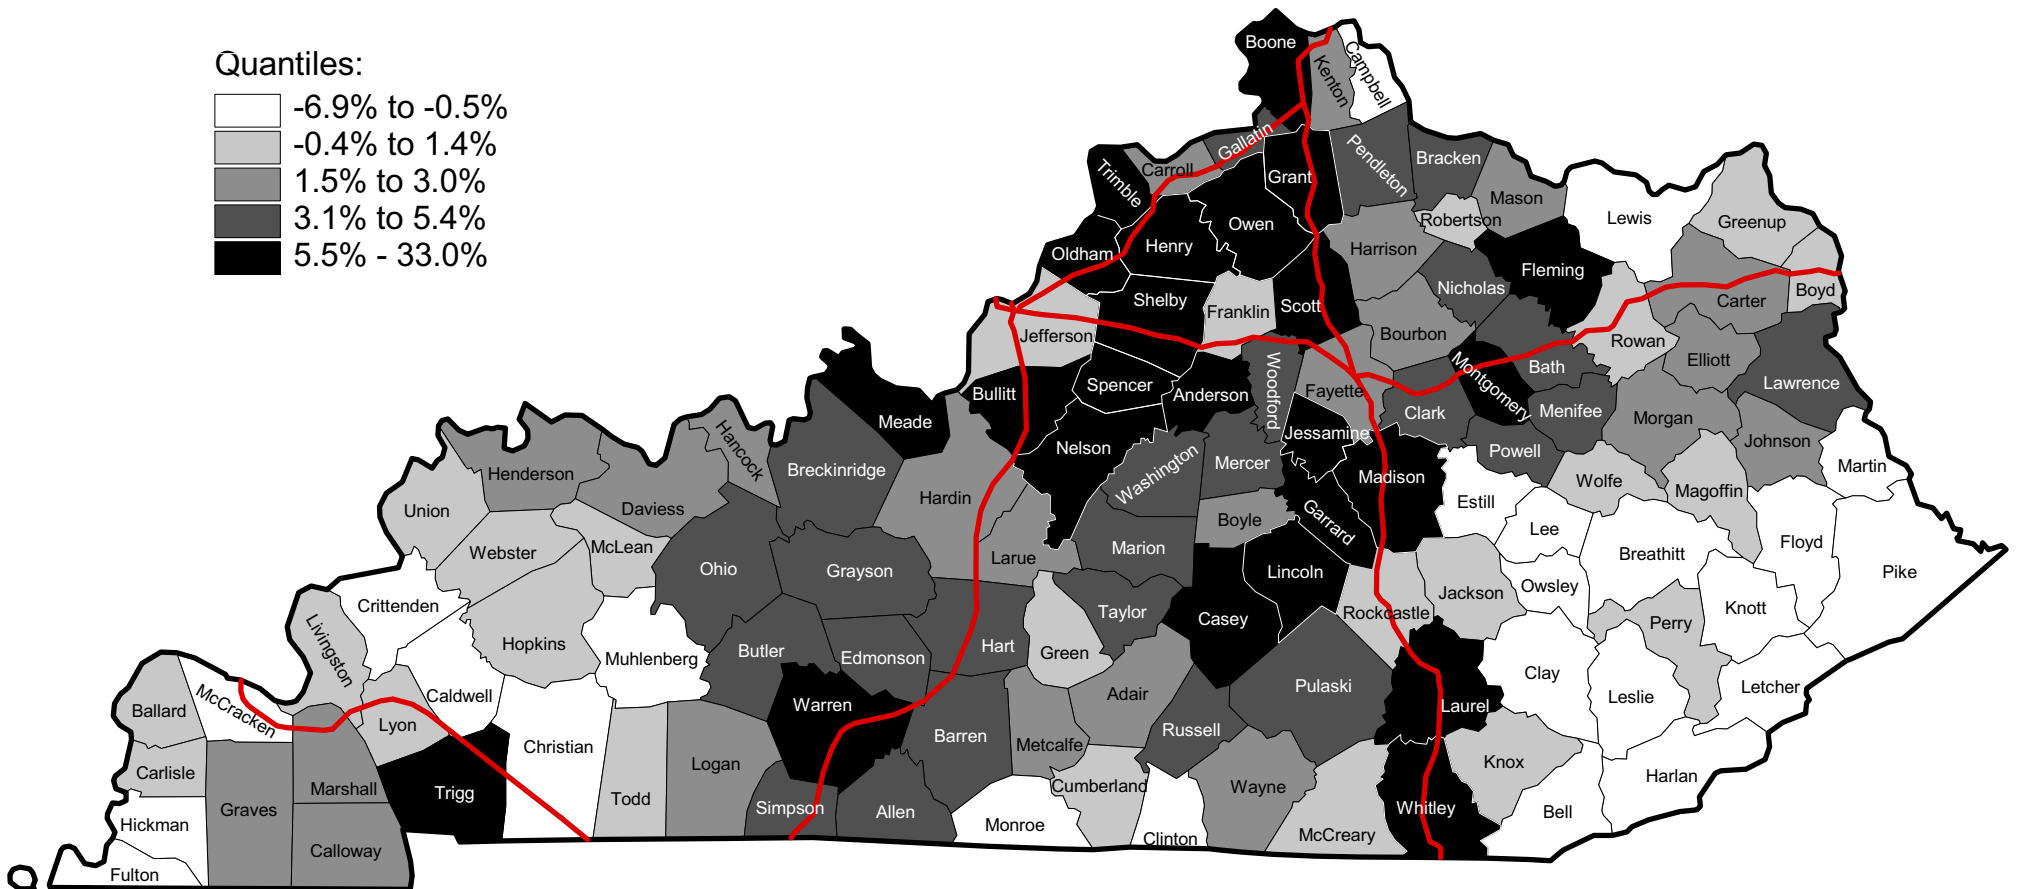 Quantiles:
-6.9% to -0.5%
-0.4% to 1.4%
1.5% to 3.0%
3.1% to 5.4%
5.5% - 33.0%
Boone
Kenton
Campbell
Gallatin
Carroll
Trimble
Grant
Pendleton
Bracken
Mason
Robertson
Lewis
Greenup
Owen
Henry
Oldham
Harrison
Fleming
Nicholas
Carter
Boyd
Shelby
Franklin
Scott
Jefferson
Bourbon
Rowan
Elliott
Lawrence
Bath
Montgomery
Menifee
Morgan
Johnson
Martin
Bullitt
Spencer
Anderson
Woodford
Fayette
Clark
Powell
Meade
Nelson
Washington
Mercer
Jessamine
Madison
Estill
Wolfe
Magoffin
Floyd
Pike
Hancock
Breckinridge
Henderson
Daviess
Union
Webster
McLean
Hardin
Larue
Marion
Boyle
Garrard
Lee
Breathitt
Ohio
Grayson
Lincoln
Rockcastle
Jackson
Owsley
Knott
Perry
Crittenden
Livingston
Hopkins
Muhlenberg
Butler
Edmonson
Hart
Green
Taylor
Casey
Adair
Pulaski
Laurel
Clay
Leslie
Letcher
Ballard
McCracken
Lyon
Caldwell
Christian
Warren
Barren
Metcalfe
Russell
Carlisle
Graves
Marshall
Trigg
Todd
Logan
Simpson
Allen
Monroe
Cumberland
Clinton
Wayne
McCreary
Whitley
Knox
Bell
Harlan
Hickman
Fulton
Calloway